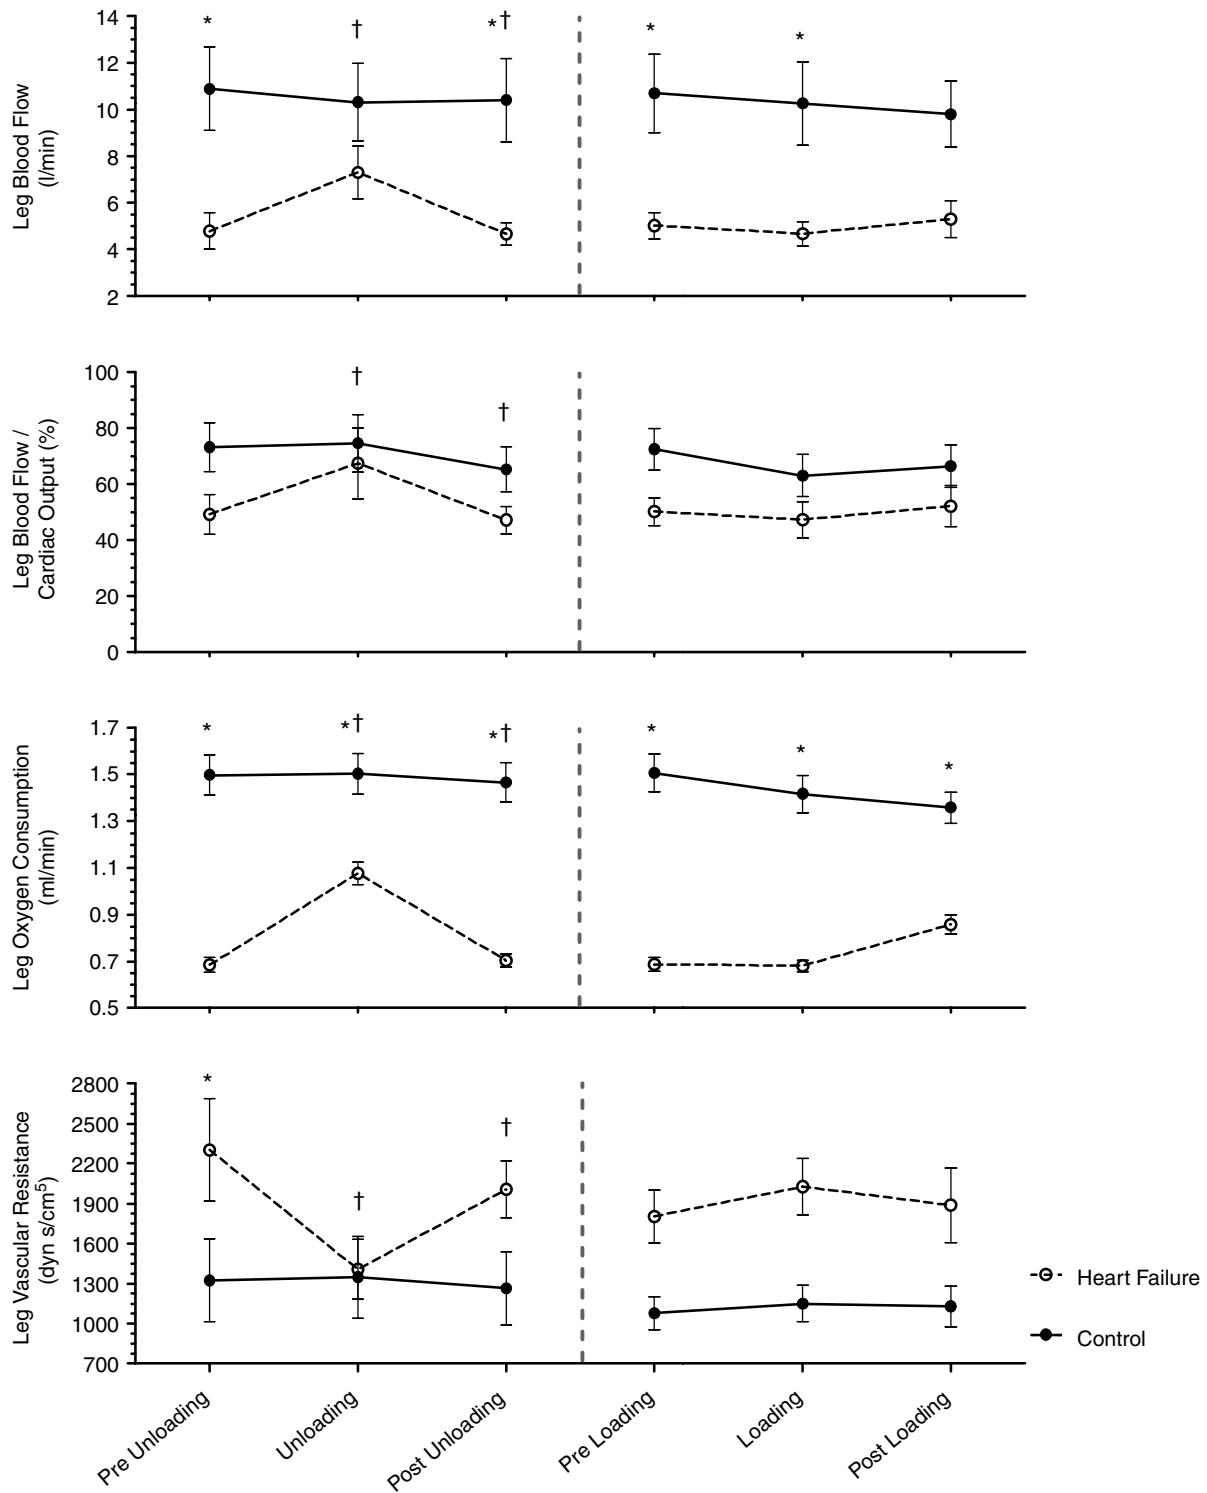 14
12
10
8
6
4
2
Leg Blood Flow
(l/min)
*
†
*†
*
*
100
80
60
40
20
0
Leg Blood Flow /
Cardiac Output (%)
†
†
1.7
1.5
1.3
1.1
0.9
0.7
0.5
Leg Oxygen Consumption
(ml/min)
*
*†
*†
*
*
*
2800
2500
2200
1900
1600
1300
1000
700
Leg Vascular Resistance
(dyn s/cm⁵)
*
†
†
Heart Failure
Control
Pre Unloading
Unloading
Post Unloading
Pre Loading
Loading
Post Loading